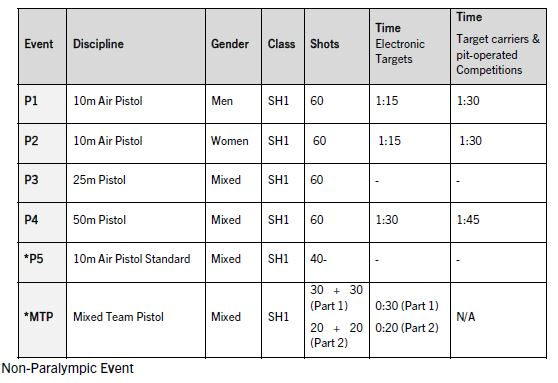 Event Discipline Gender Class Shots Time Electronic Targets Time Target carriers & pit-operated Competitions
P1 10m Air Pistol Men SH1 60 1:15 1:30
P2 10m Air Pistol Women SH1 60 1:15 1:30
P3 25m Pistol Mixed SH1 60 - -
P4 50m Pistol Mixed SH1 60 1:30 1:45
*P5 10m Air Pistol Standard Mixed SH1 40- - -
*MTP Mixed Team Pistol Mixed SH1 30 + 30 (Part 1) 20 + 20 (Part 2) 0:30 (Part 1) 0:20 (Part 2) N/A
Non-Paralympic Event